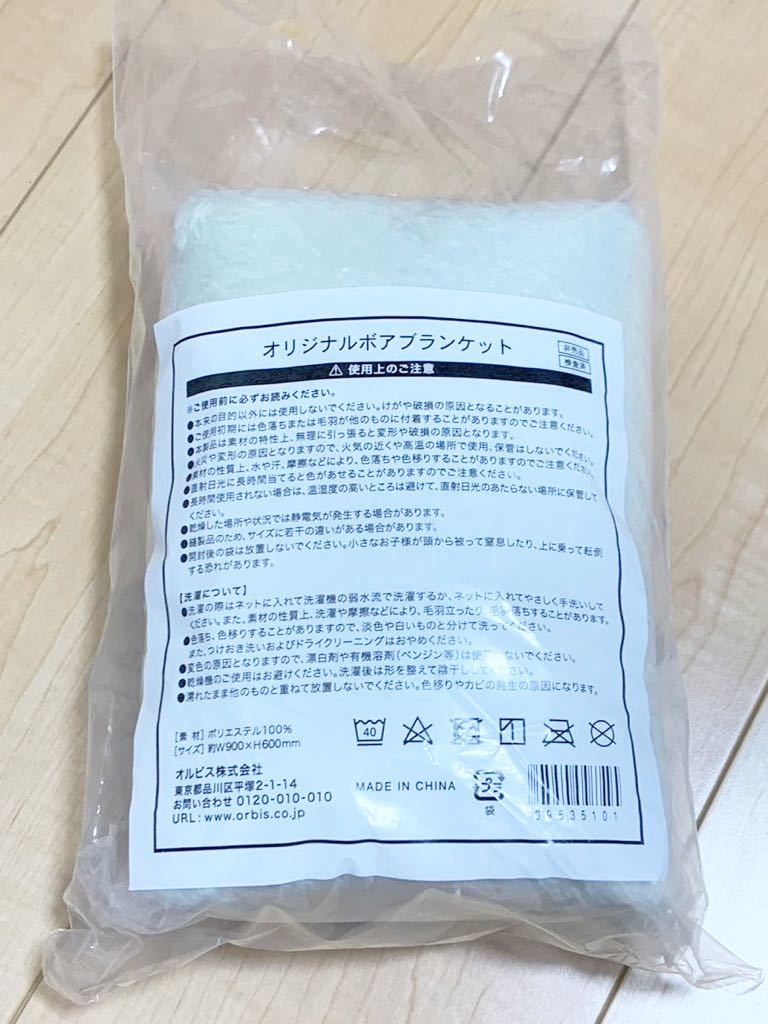 オリジナルボアブランケット
非売品
検査済
⚠ 使用上のご注意
※ご使用前に必ずお読みください。
●本来の目的以外には使用しないでください。けがや破損の原因となることがあります。
●ご使用初期には色落ちまたは毛羽が他のものに付着することがありますのでご注意ください。
●本製品は素材の特性上、無理に引っ張ると変形や破損の原因となります。
●火災や変形の原因となりますので、火気の近くや高温の場所で使用、保管はしないでください。
●素材の性質上、水や汗、摩擦などにより、色落ちや色移りすることがありますのでご注意ください。
●直射日光に長時間当てると色があせることがありますのでご注意ください。
●長時間使用されない場合は、温湿度の高いところは避けて、直射日光のあたらない場所に保管して
ください。
●乾燥した場所や状況では静電気が発生する場合があります。
●縫製品のため、サイズに若干の違いがある場合があります。
●開封後の袋は放置しないでください。小さなお子様が頭から被って窒息したり、上に乗って転倒
する恐れがあります。
【洗濯について】
●洗濯の際はネットに入れて洗濯機の弱水流で洗濯するか、ネットに入れてやさしく手洗いして
ください。また、素材の性質上、洗濯や摩擦などにより、毛羽立ったり、毛羽落ちすることがあります。
●色落ち、色移りすることがありますので、淡色や白いものと分けて洗ってください。
また、つけおき洗いおよびドライクリーニングはおやめください。
●変色の原因となりますので、漂白剤や有機溶剤(ベンジン等)は使用しないでください。
●乾燥機のご使用はお避けください。洗濯後は形を整えて陰干ししてください。
●濡れたまま他のものと重ねて放置しないでください。色移りやカビの発生の原因になります。
[素 材] ポリエステル100%
[サイズ] 約W900×H600mm
40
オルビス株式会社
東京都品川区平塚2-1-14
お問い合わせ 0120-010-010
URL: www.orbis.co.jp
MADE IN CHINA
プラ
袋
39535101